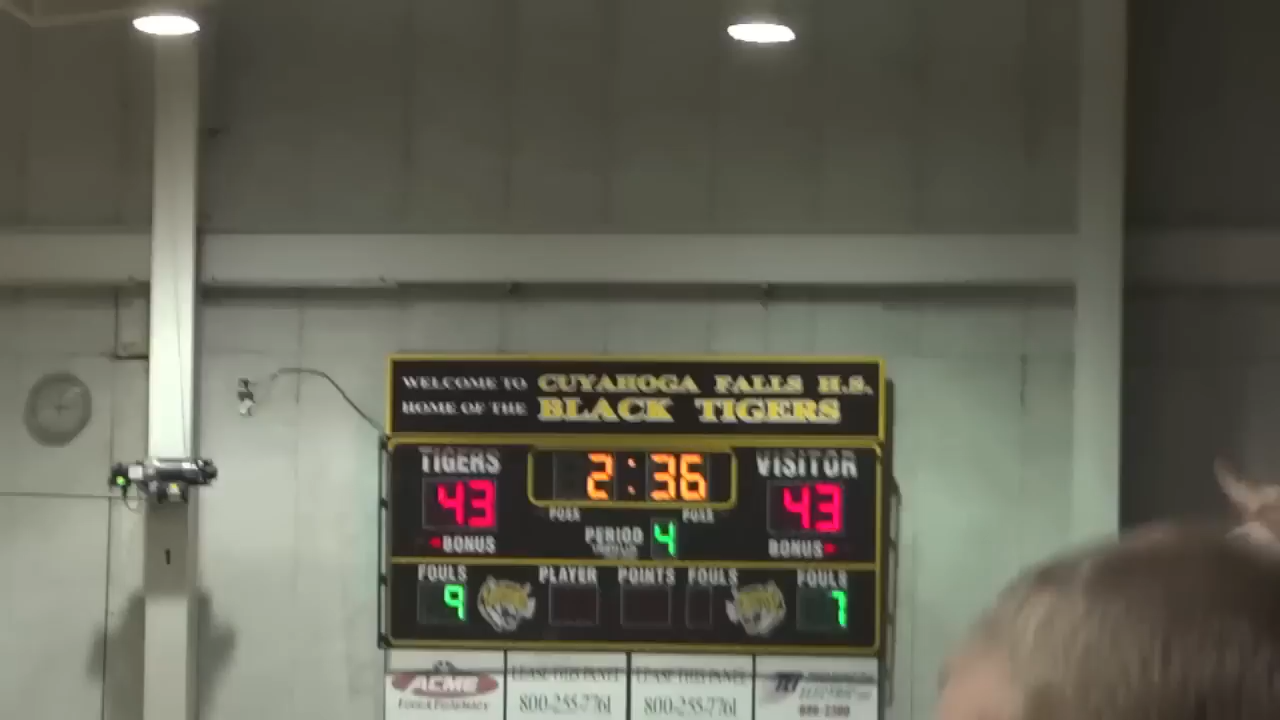 WELCOME TO CUYAHOGA FALLS H.S.
HOME OF THE BLACK TIGERS
TIGERS 2:36 VISITOR
43 43
POSS POSS
PERIOD 4
BONUS BONUS
FOULS PLAYER POINTS FOULS FOULS
9 7
1
ACME LEASE THIS PANEL LEASE THIS PANEL
800-255-7761 800-255-7761